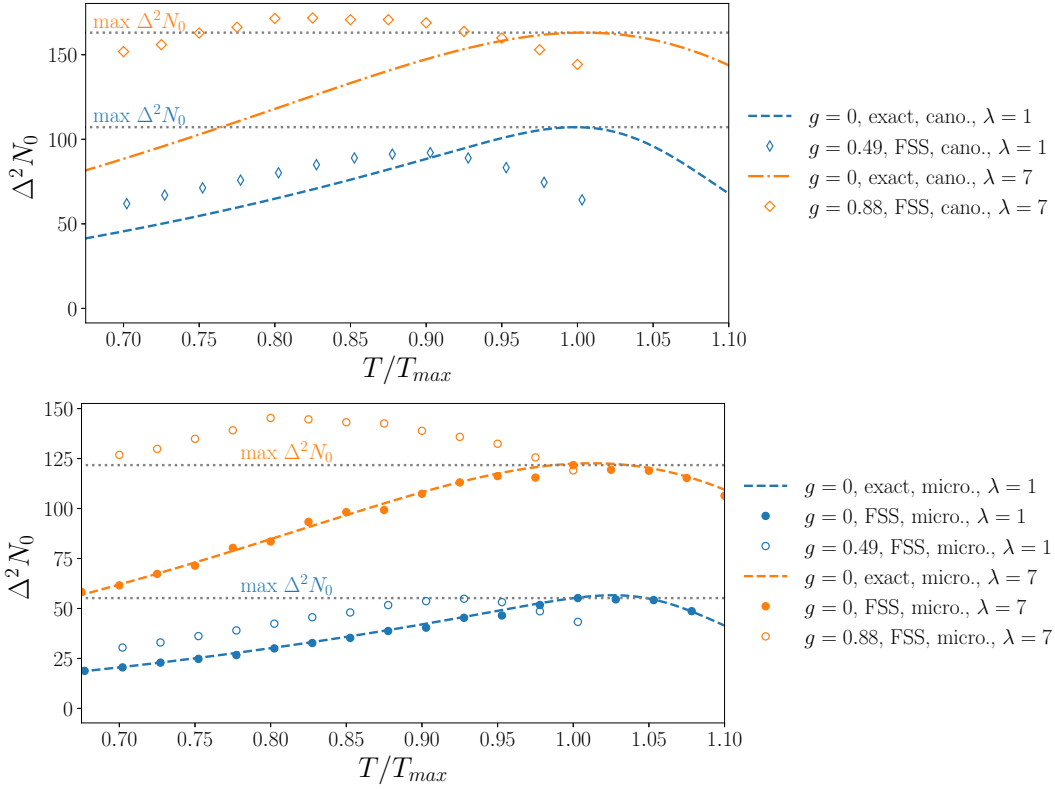 max Δ²N₀
max Δ²N₀
150
100
50
0
Δ²N₀
0.70 0.75 0.80 0.85 0.90 0.95 1.00 1.05 1.10
T/T_max
g = 0, exact, cano., λ = 1
g = 0.49, FSS, cano., λ = 1
g = 0, exact, cano., λ = 7
g = 0.88, FSS, cano., λ = 7
max Δ²N₀
max Δ²N₀
150
125
100
75
50
25
0
Δ²N₀
0.70 0.75 0.80 0.85 0.90 0.95 1.00 1.05 1.10
T/T_max
g = 0, exact, micro., λ = 1
g = 0, FSS, micro., λ = 1
g = 0.49, FSS, micro., λ = 1
g = 0, exact, micro., λ = 7
g = 0, FSS, micro., λ = 7
g = 0.88, FSS, micro., λ = 7